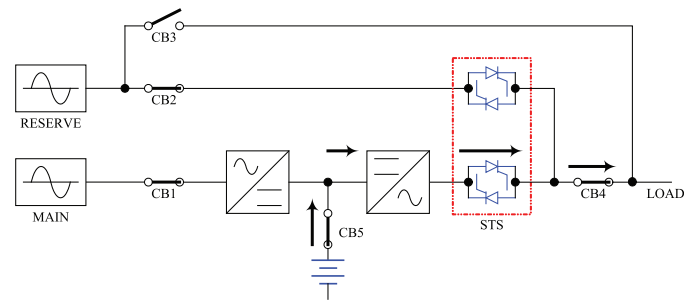 CB3
CB2
RESERVE
CB1
MAIN
CB5
STS
CB4
LOAD